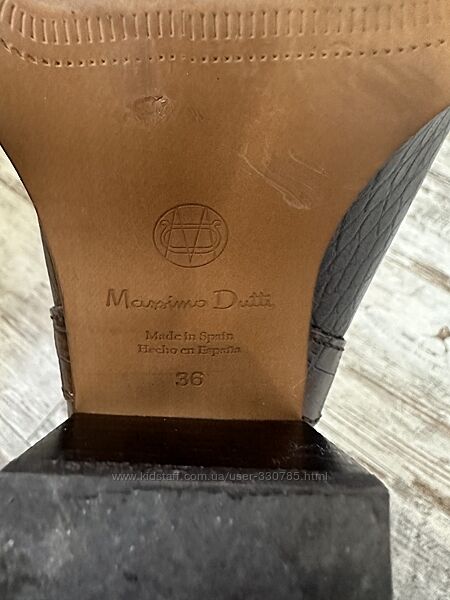 Massimo Dutti
Made in Spain
Hecho en España
36
www.kidstaff.com.ua/user-330785.html